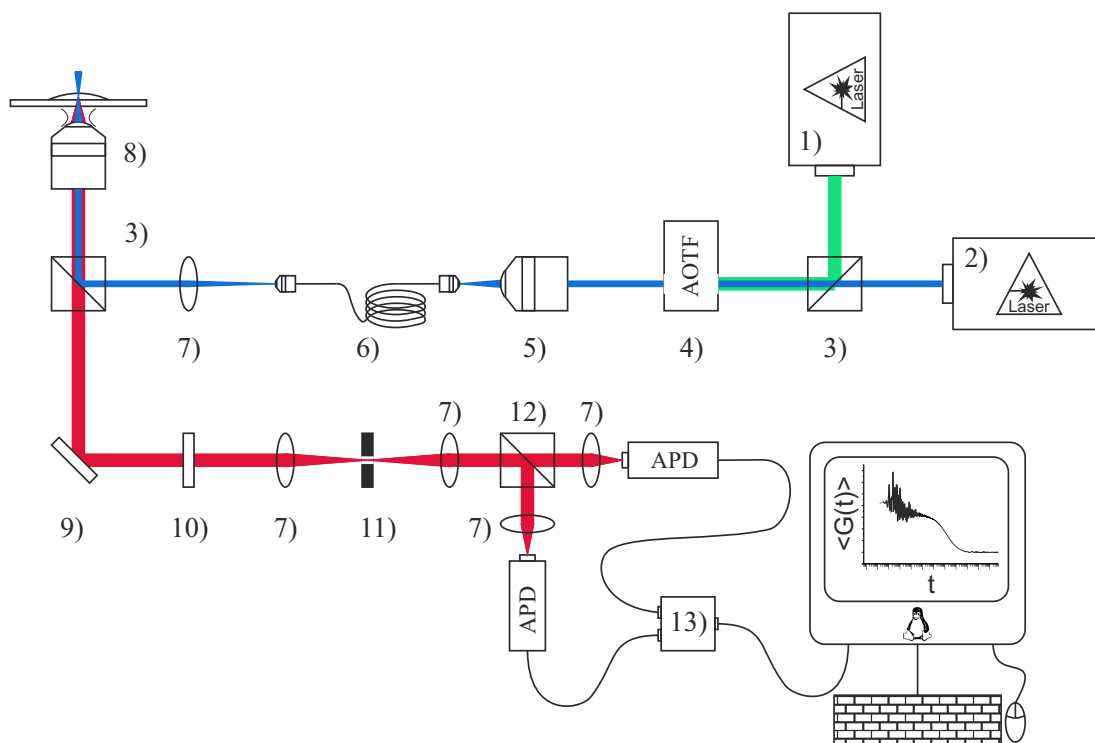 Laser
1)
8)
3)
AOTF
2)
Laser
7)
6)
5)
4)
3)
7)
12)
7)
APD
9)
10)
7)
11)
7)
APD
13)
<G(t)>
t